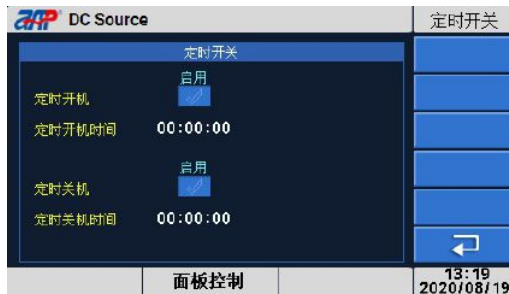 AAP DC Source
定时开关
定时开关
启用
定时开机
定时开机时间 00:00:00
启用
定时关机
定时关机时间 00:00:00
面板控制
13:19
2020/08/19